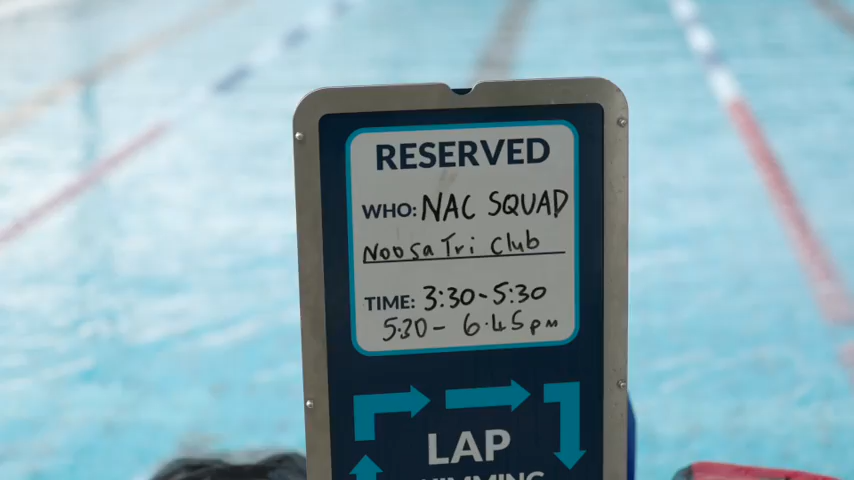 RESERVED
WHO: NAC SQUAD
Noosa Tri Club
TIME: 3:30-5:30
5:30- 6.45pm
LAP